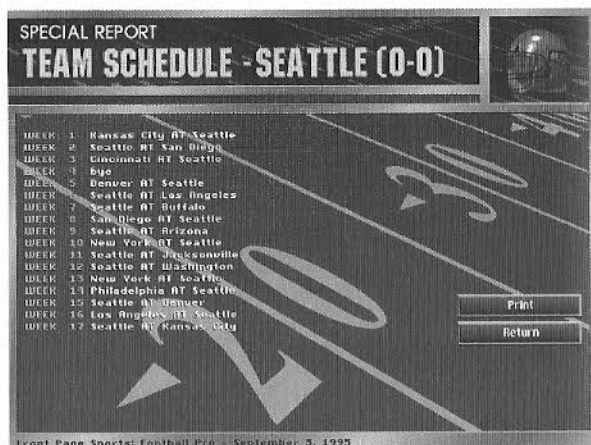 SPECIAL REPORT
TEAM SCHEDULE - SEATTLE (0-0)
WEEK 1 Kansas City AT Seattle
WEEK 2 Seattle AT San Diego
WEEK 3 Cincinnati AT Seattle
WEEK 4 bye
WEEK 5 Denver AT Seattle
WEEK 6 Seattle AT Los Angeles
WEEK 7 Seattle AT Buffalo
WEEK 8 San Diego AT Seattle
WEEK 9 Seattle AT Arizona
WEEK 10 New York AT Seattle
WEEK 11 Seattle AT Jacksonville
WEEK 12 Seattle AT Washington
WEEK 13 New York AT Seattle
WEEK 14 Philadelphia AT Seattle
WEEK 15 Seattle AT Denver
WEEK 16 Los Angeles AT Seattle
WEEK 17 Seattle AT Kansas City
30
20
Print
Return
Front Page Sports: Football Pro - September 5, 1995